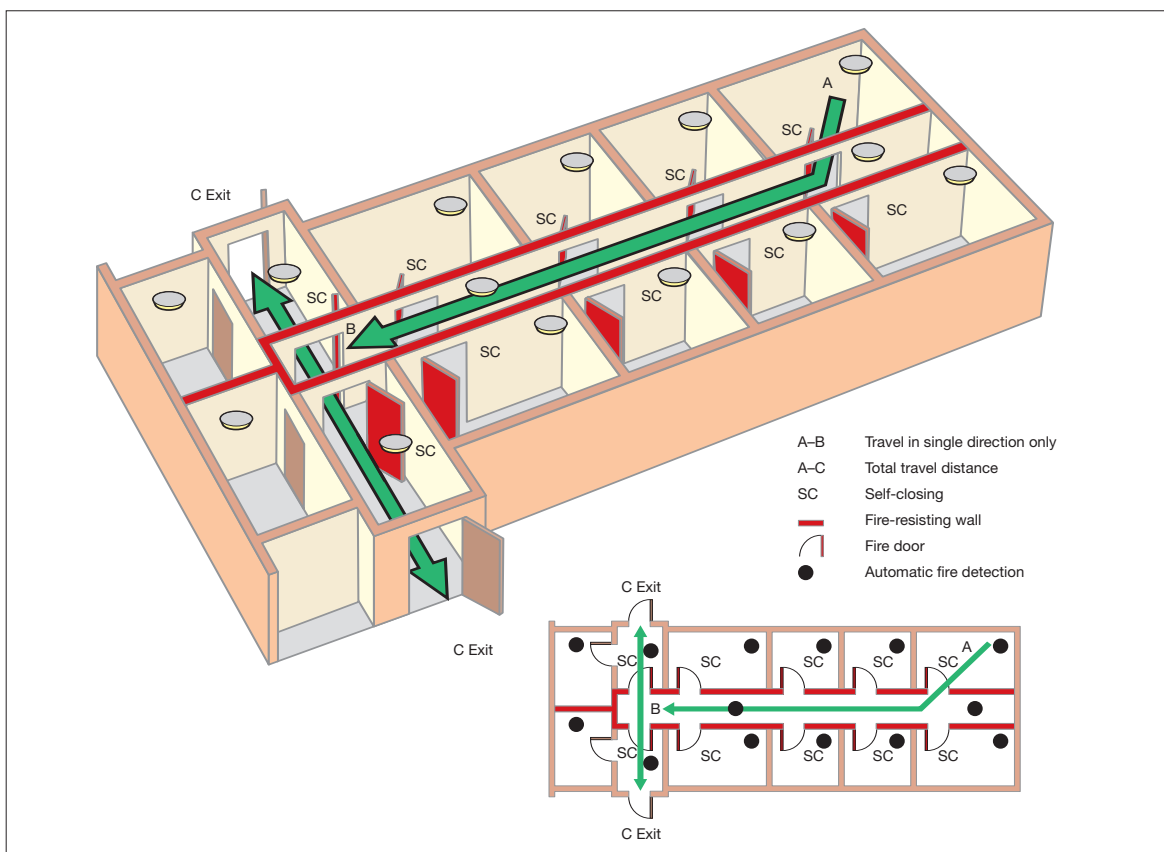 A
SC
C Exit
SC
SC
SC
SC
SC
SC
B
SC
SC
SC
SC
A–B Travel in single direction only
A–C Total travel distance
SC Self-closing
Fire-resisting wall
Fire door
Automatic fire detection
C Exit
C Exit
A
SC SC SC SC SC
B
SC SC SC SC SC
C Exit